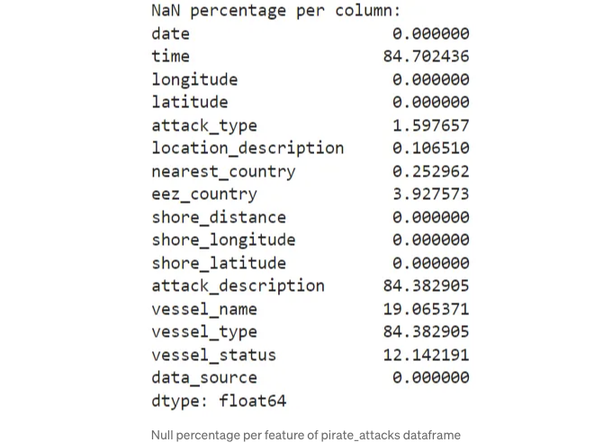 NaN percentage per column:
date 0.000000
time 84.702436
longitude 0.000000
latitude 0.000000
attack_type 1.597657
location_description 0.106510
nearest_country 0.252962
eez_country 3.927573
shore_distance 0.000000
shore_longitude 0.000000
shore_latitude 0.000000
attack_description 84.382905
vessel_name 19.065371
vessel_type 84.382905
vessel_status 12.142191
data_source 0.000000
dtype: float64
Null percentage per feature of pirate_attacks dataframe